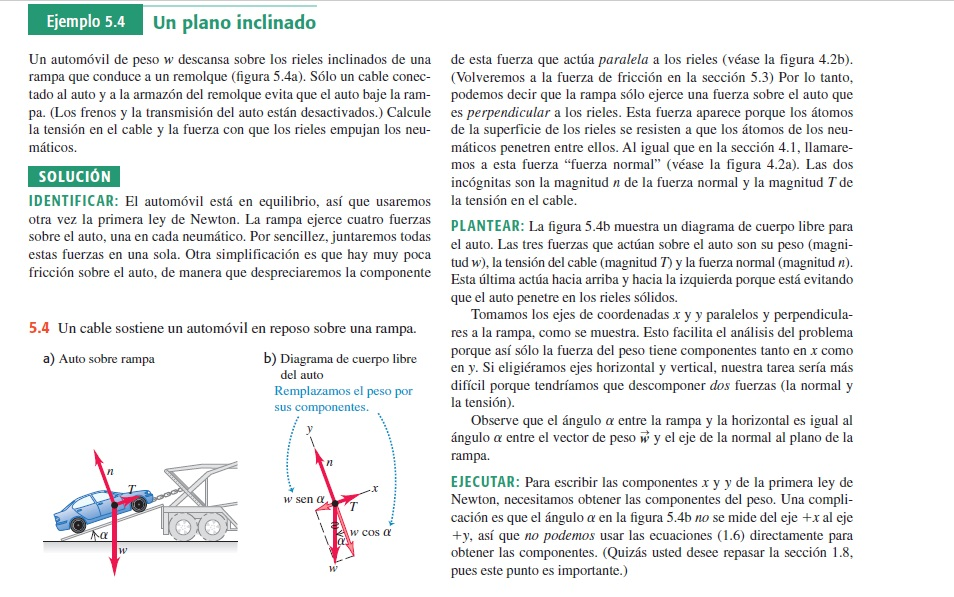 Ejemplo 5.4 Un plano inclinado
Un automóvil de peso w descansa sobre los rieles inclinados de una
rampa que conduce a un remolque (figura 5.4a). Sólo un cable conec-
tado al auto y a la armazón del remolque evita que el auto baje la ram-
pa. (Los frenos y la transmisión del auto están desactivados.) Calcule
la tensión en el cable y la fuerza con que los rieles empujan los neu-
máticos.
SOLUCIÓN
IDENTIFICAR: El automóvil está en equilibrio, así que usaremos
otra vez la primera ley de Newton. La rampa ejerce cuatro fuerzas
sobre el auto, una en cada neumático. Por sencillez, juntaremos todas
estas fuerzas en una sola. Otra simplificación es que hay muy poca
fricción sobre el auto, de manera que despreciaremos la componente
5.4 Un cable sostiene un automóvil en reposo sobre una rampa.
a) Auto sobre rampa
n
T
α
w
b) Diagrama de cuerpo libre
del auto
Remplazamos el peso por
sus componentes.
y
n
x
w sen α
T
w cos α
α
w
de esta fuerza que actúa paralela a los rieles (véase la figura 4.2b).
(Volveremos a la fuerza de fricción en la sección 5.3) Por lo tanto,
podemos decir que la rampa sólo ejerce una fuerza sobre el auto que
es perpendicular a los rieles. Esta fuerza aparece porque los átomos
de la superficie de los rieles se resisten a que los átomos de los neu-
máticos penetren entre ellos. Al igual que en la sección 4.1, llamare-
mos a esta fuerza “fuerza normal” (véase la figura 4.2a). Las dos
incógnitas son la magnitud n de la fuerza normal y la magnitud T de
la tensión en el cable.
PLANTEAR: La figura 5.4b muestra un diagrama de cuerpo libre para
el auto. Las tres fuerzas que actúan sobre el auto son su peso (magni-
tud w), la tensión del cable (magnitud T) y la fuerza normal (magnitud n).
Esta última actúa hacia arriba y hacia la izquierda porque está evitando
que el auto penetre en los rieles sólidos.
Tomamos los ejes de coordenadas x y y paralelos y perpendicula-
res a la rampa, como se muestra. Esto facilita el análisis del problema
porque así sólo la fuerza del peso tiene componentes tanto en x como
en y. Si eligiéramos ejes horizontal y vertical, nuestra tarea sería más
difícil porque tendríamos que descomponer dos fuerzas (la normal y
la tensión).
Observe que el ángulo α entre la rampa y la horizontal es igual al
ángulo α entre el vector de peso w⃗ y el eje de la normal al plano de la
rampa.
EJECUTAR: Para escribir las componentes x y y de la primera ley de
Newton, necesitamos obtener las componentes del peso. Una compli-
cación es que el ángulo α en la figura 5.4b no se mide del eje +x al eje
+y, así que no podemos usar las ecuaciones (1.6) directamente para
obtener las componentes. (Quizás usted desee repasar la sección 1.8,
pues este punto es importante.)